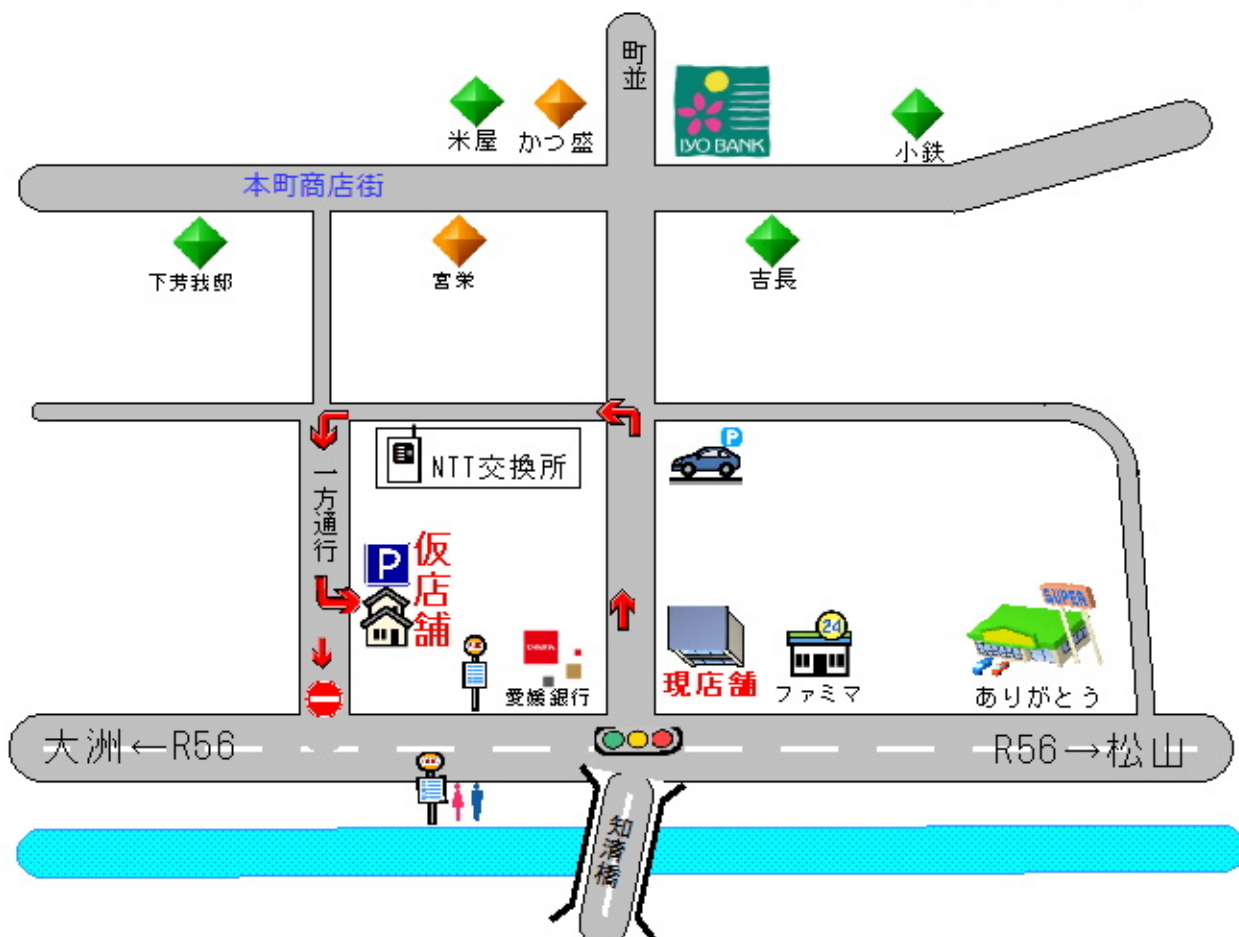 町並
IYO BANK
米屋
かつ盛
小鉄
本町商店街
下芳我邸
宮栄
吉長
NTT交換所
P
一方通行
P
仮店舗
SUPER
24
愛媛銀行
現店舗
ファミマ
ありがとう
大洲←R56
R56→松山
知清橋